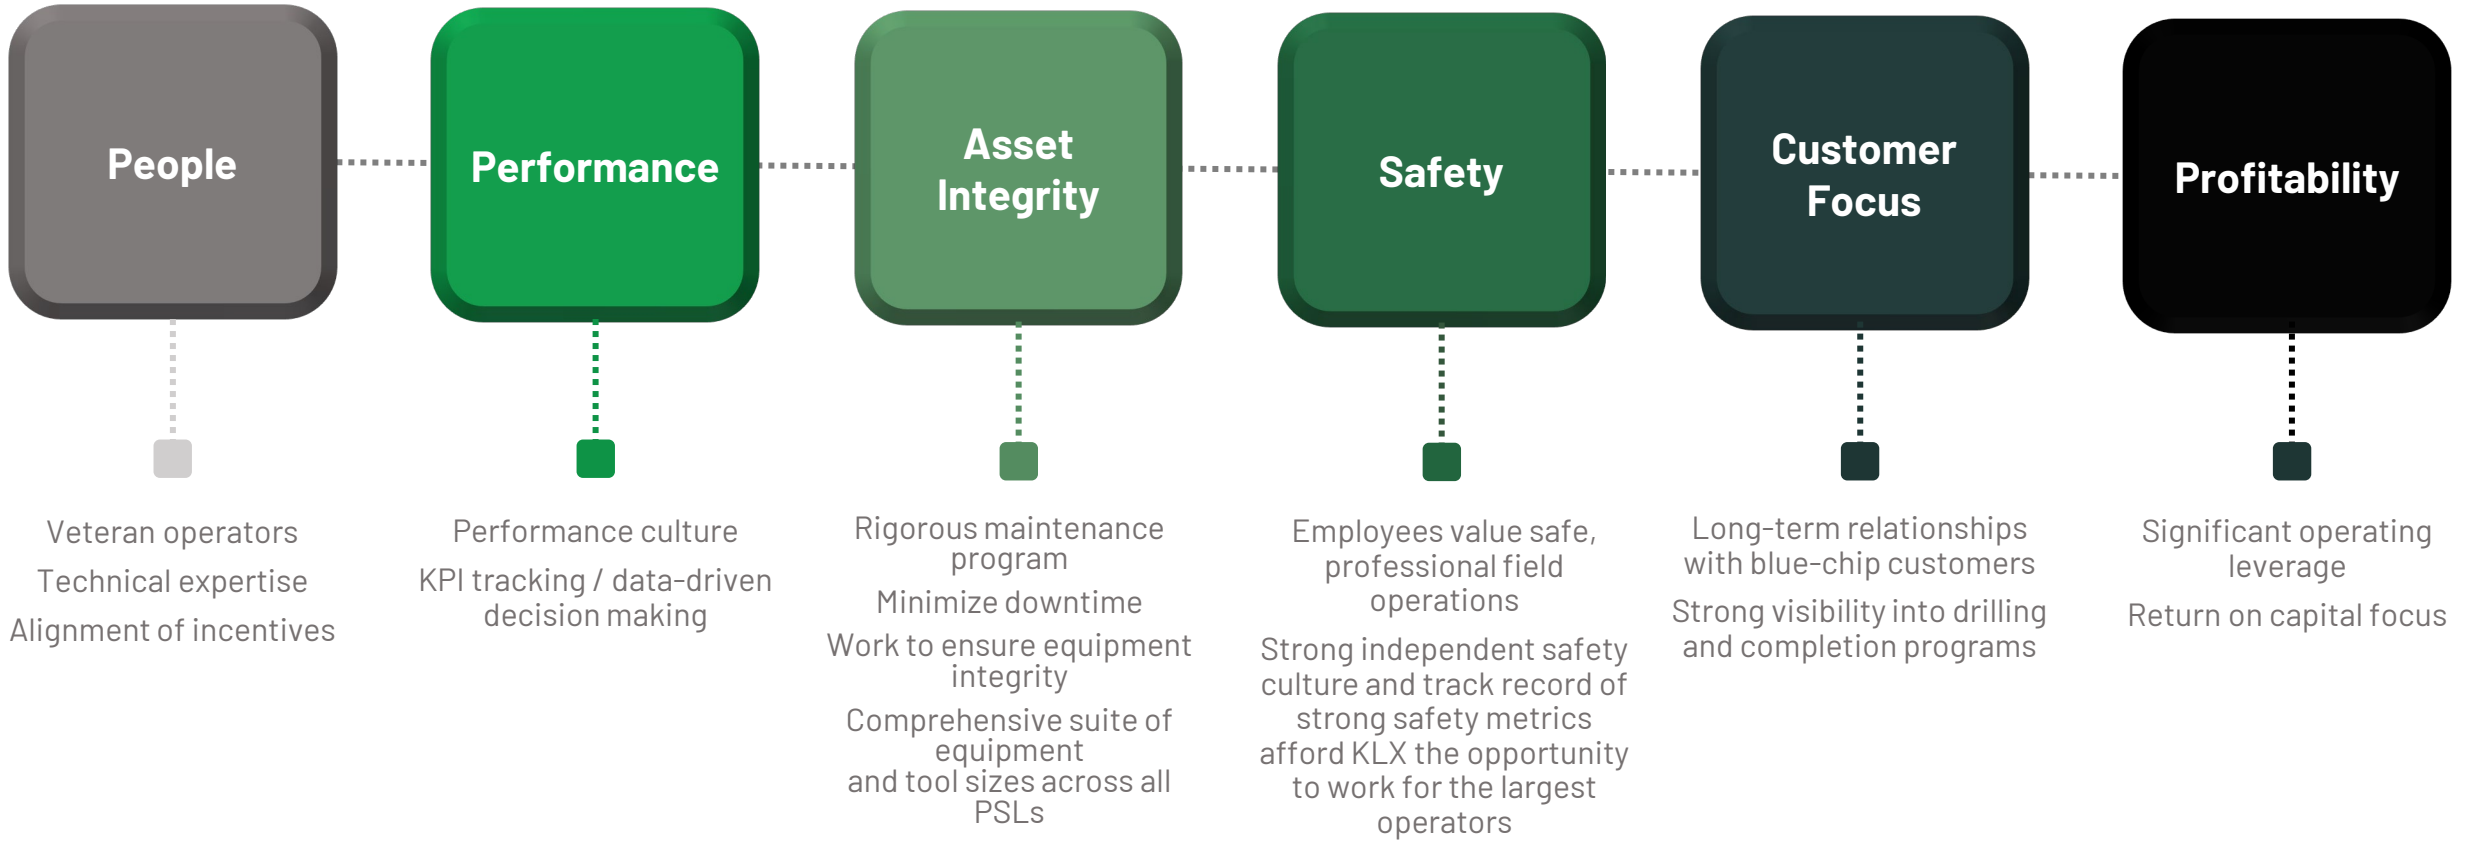 People
Performance
Asset
Integrity
Safety
Customer
Focus
Profitability
Veteran operators
Technical expertise
Alignment of incentives
Performance culture
KPI tracking / data-driven
decision making
Rigorous maintenance
program
Minimize downtime
Work to ensure equipment
integrity
Comprehensive suite of
equipment
and tool sizes across all
PSLs
Employees value safe,
professional field
operations
Strong independent safety
culture and track record of
strong safety metrics
afford KLX the opportunity
to work for the largest
operators
Long-term relationships
with blue-chip customers
Strong visibility into drilling
and completion programs
Significant operating
leverage
Return on capital focus